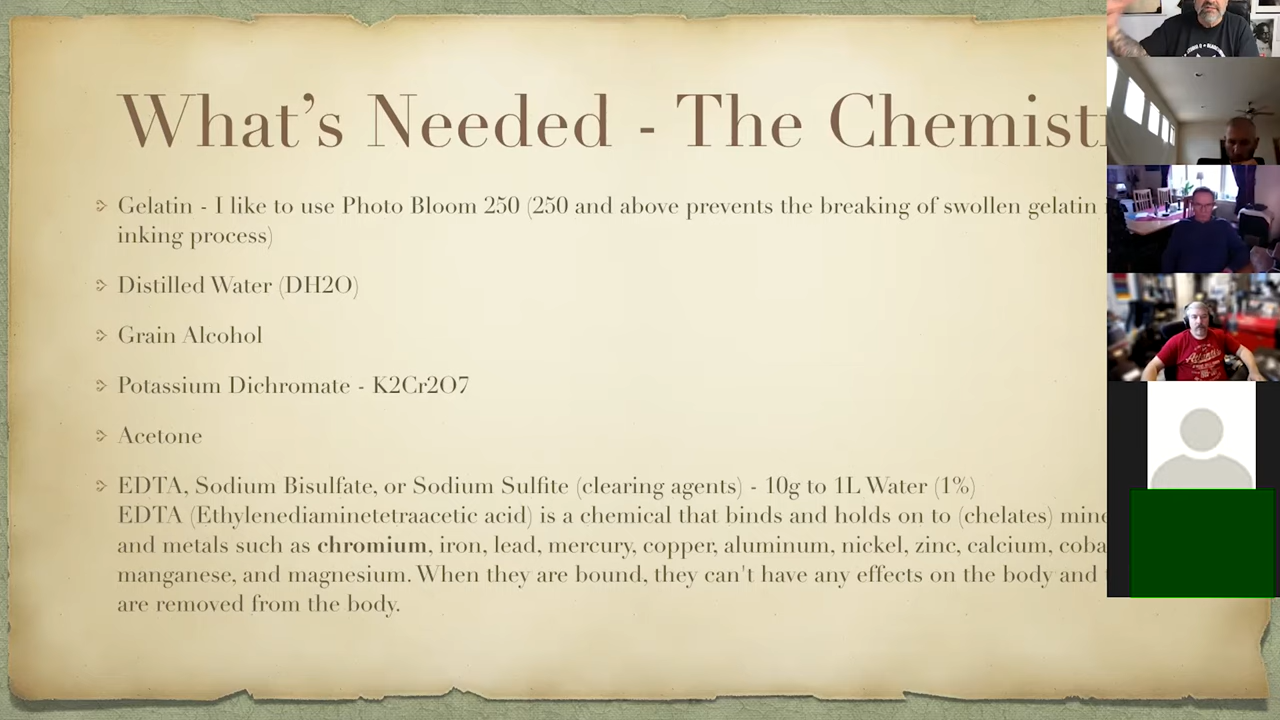 What's Needed - The Chemist
Gelatin - I like to use Photo Bloom 250 (250 and above prevents the breaking of swollen gelatin
inking process)
Distilled Water (DH2O)
Grain Alcohol
Potassium Dichromate - K2Cr2O7
Acetone
EDTA, Sodium Bisulfate, or Sodium Sulfite (clearing agents) - 10g to 1L Water (1%)
EDTA (Ethylenediaminetetraacetic acid) is a chemical that binds and holds on to (chelates) mine
and metals such as chromium, iron, lead, mercury, copper, aluminum, nickel, zinc, calcium, coba
manganese, and magnesium. When they are bound, they can't have any effects on the body and
are removed from the body.